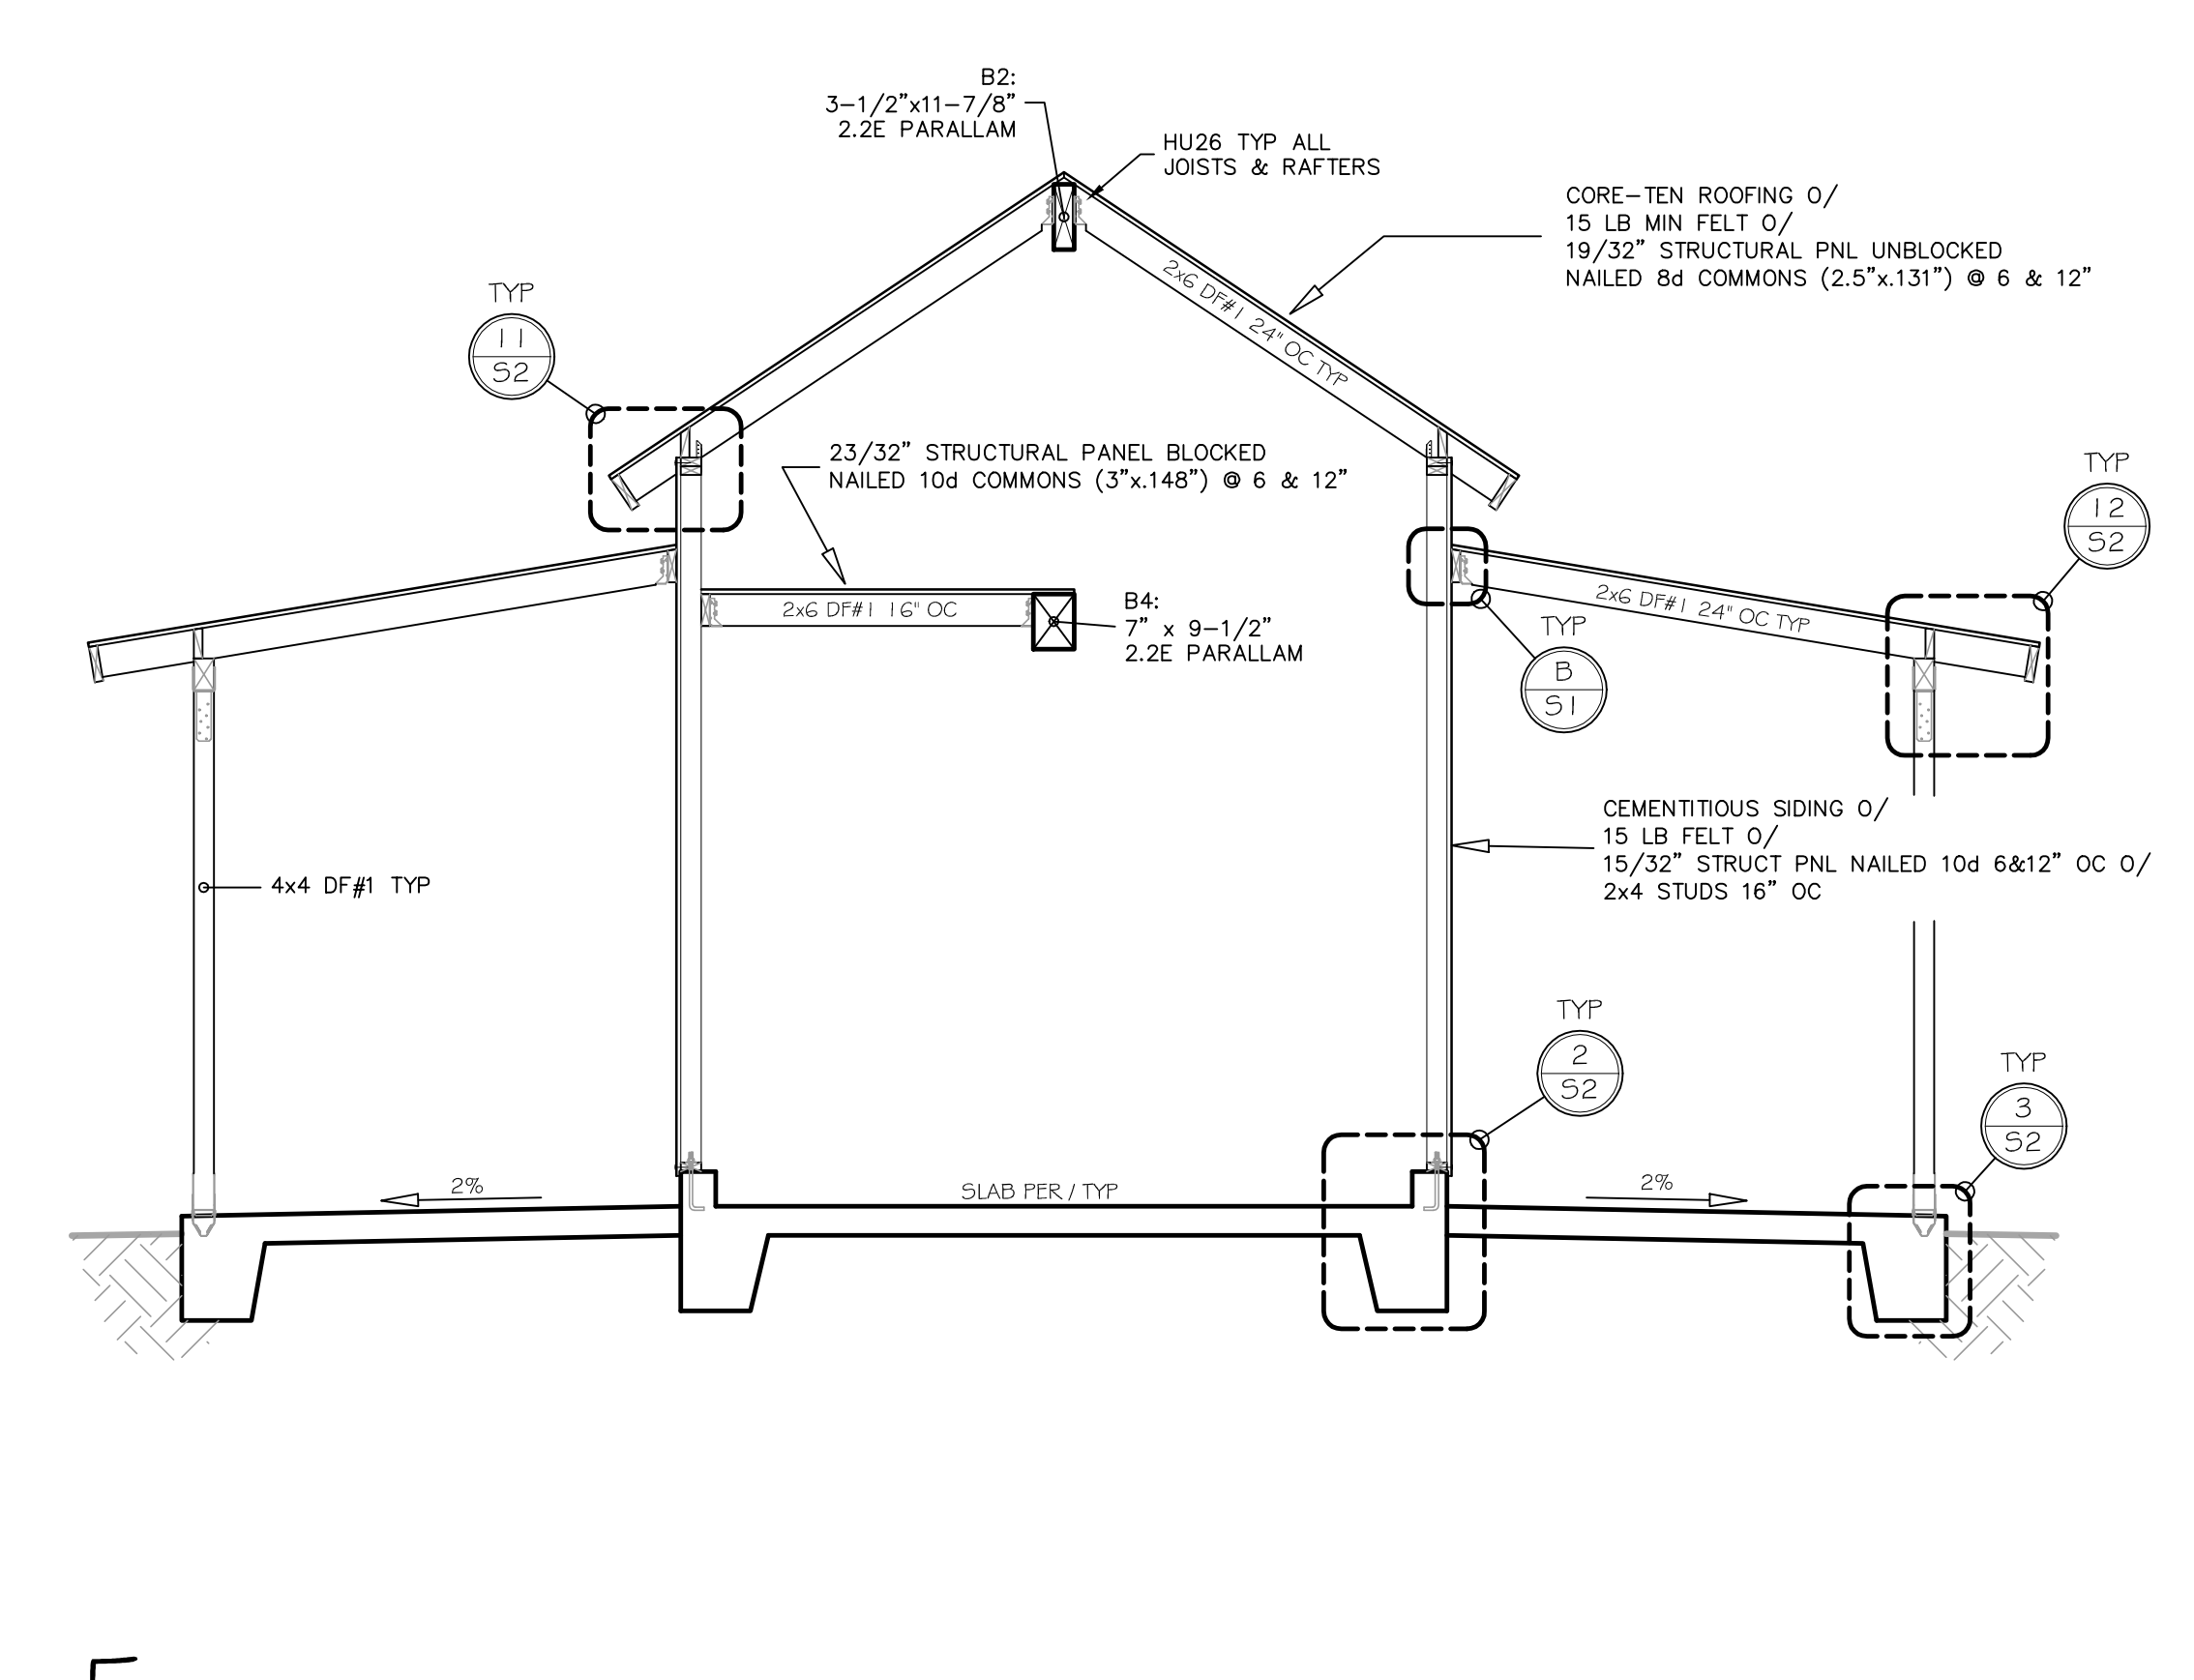 B2:
3-1/2"x11-7/8"
2.2E PARALLAM
HU26 TYP ALL
JOISTS & RAFTERS
CORE-TEN ROOFING O/
15 LB MIN FELT O/
19/32" STRUCTURAL PNL UNBLOCKED
NAILED 8d COMMONS (2.5"x.131") @ 6 & 12"
2x6 DF#1 24" OC TYP
TYP
11
S2
23/32" STRUCTURAL PANEL BLOCKED
NAILED 10d COMMONS (3"x.148") @ 6 & 12"
TYP
12
S2
2x6 DF#1 16" OC
B4:
7" x 9-1/2"
2.2E PARALLAM
2x6 DF#1 24" OC TYP
TYP
B
S1
CEMENTITIOUS SIDING O/
15 LB FELT O/
15/32" STRUCT PNL NAILED 10d 6&12" OC O/
2x4 STUDS 16" OC
4x4 DF#1 TYP
TYP
2
S2
TYP
3
S2
2%
SLAB PER / TYP
2%